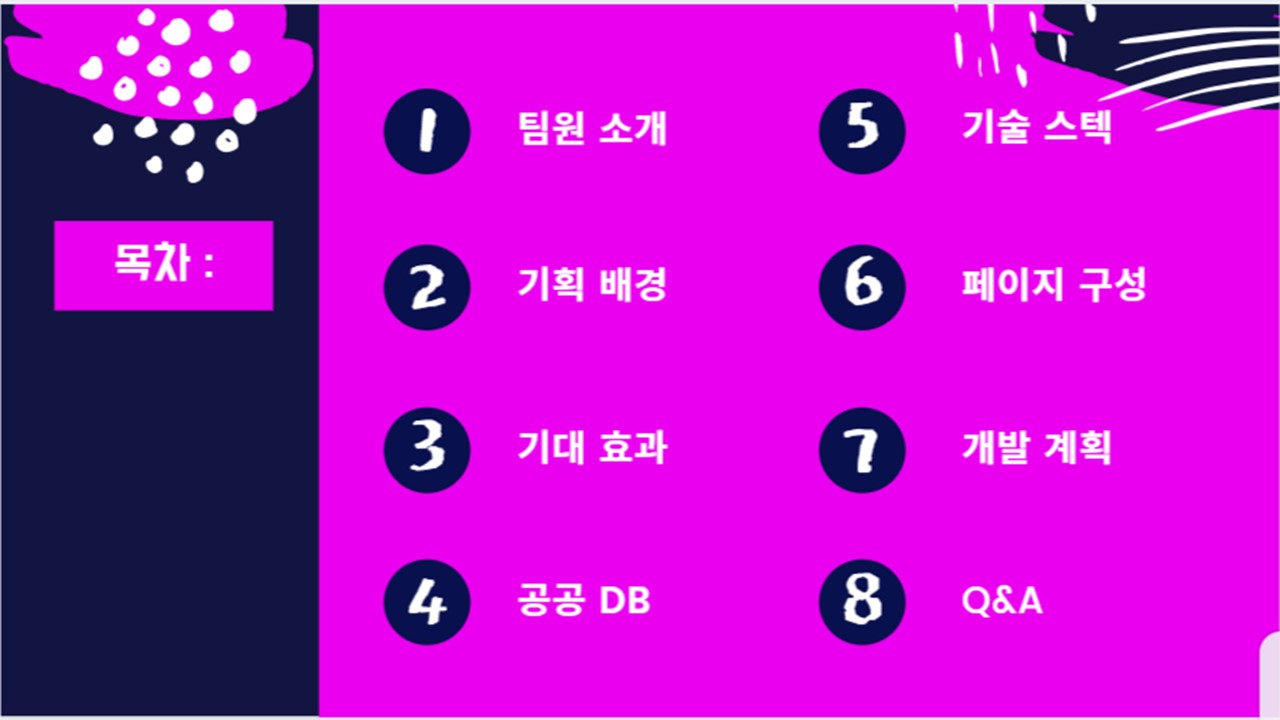 목차 :
1 팀원 소개
2 기획 배경
3 기대 효과
4 공공 DB
5 기술 스텍
6 페이지 구성
7 개발 계획
8 Q&A